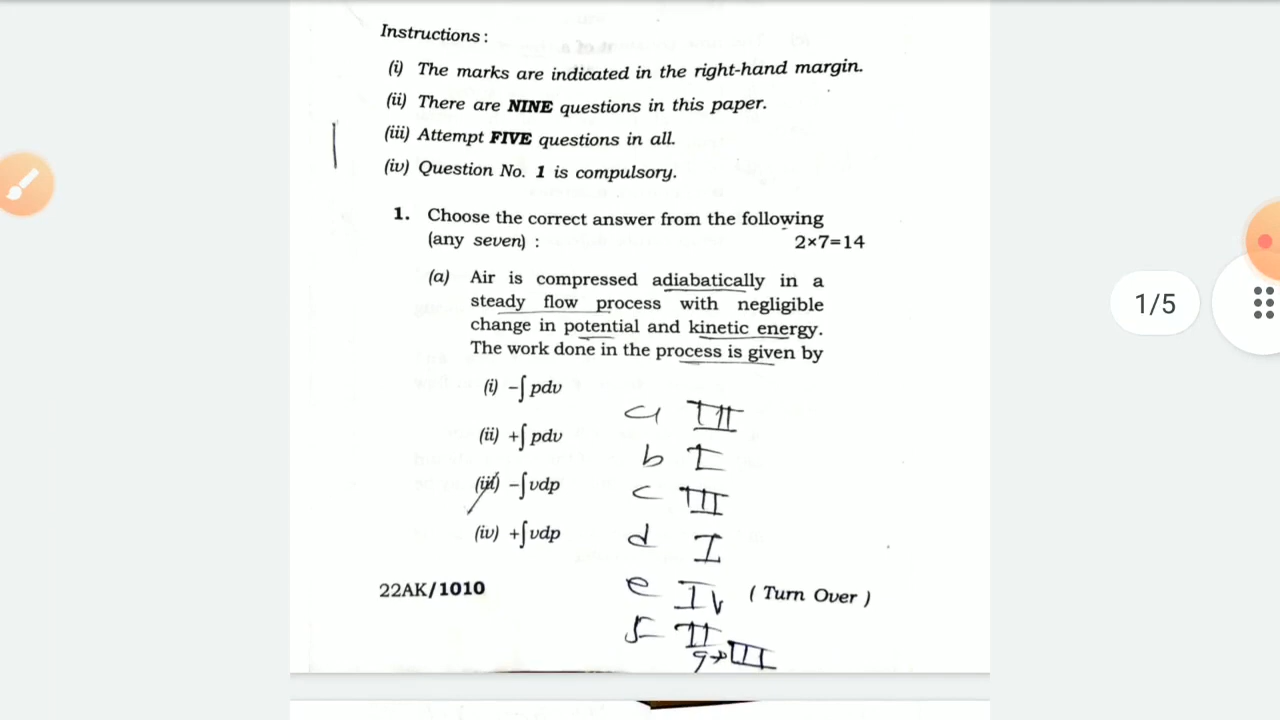 Instructions :
(i) The marks are indicated in the right-hand margin.
(ii) There are NINE questions in this paper.
(iii) Attempt FIVE questions in all.
(iv) Question No. 1 is compulsory.
1. Choose the correct answer from the following
(any seven) : 2×7=14
(a) Air is compressed adiabatically in a
steady flow process with negligible
change in potential and kinetic energy.
The work done in the process is given by
(i) –∫pdv
(ii) +∫pdv
(iii) –∫vdp
(iv) +∫vdp
a III
b I
c III
d I
e IV
II
g→III
22AK/1010 ( Turn Over )
1/5